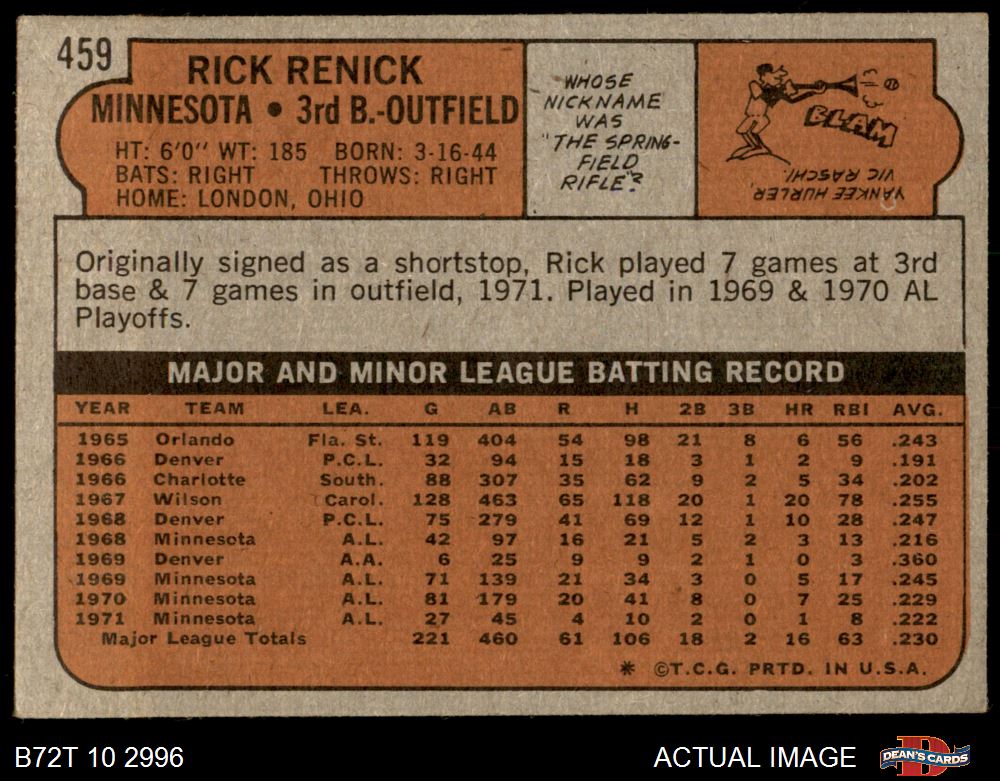 459
RICK RENICK
MINNESOTA • 3rd B.-OUTFIELD
HT: 6'0" WT: 185 BORN: 3-16-44
BATS: RIGHT THROWS: RIGHT
HOME: LONDON, OHIO
WHOSE
NICKNAME
WAS
"THE SPRING-
FIELD
RIFLE"?
BLAM
YANKEE HURLER,
VIC RASCHI.
Originally signed as a shortstop, Rick played 7 games at 3rd
base & 7 games in outfield, 1971. Played in 1969 & 1970 AL
Playoffs.
MAJOR AND MINOR LEAGUE BATTING RECORD
YEAR TEAM LEA. G AB R H 2B 3B HR RBI AVG.
1965 Orlando Fla. St. 119 404 54 98 21 8 6 56 .243
1966 Denver P.C.L. 32 94 15 18 3 1 2 9 .191
1966 Charlotte South. 88 307 35 62 9 2 5 34 .202
1967 Wilson Carol. 128 463 65 118 20 1 20 78 .255
1968 Denver P.C.L. 75 279 41 69 12 1 10 28 .247
1968 Minnesota A.L. 42 97 16 21 5 2 3 13 .216
1969 Denver A.A. 6 25 9 9 2 1 0 3 .360
1969 Minnesota A.L. 71 139 21 34 3 0 5 17 .245
1970 Minnesota A.L. 81 179 20 41 8 0 7 25 .229
1971 Minnesota A.L. 27 45 4 10 2 0 1 8 .222
Major League Totals 221 460 61 106 18 2 16 63 .230
* ©T.C.G. PRTD. IN U.S.A.
B72T 10 2996
ACTUAL IMAGE
DEAN'S CARDS